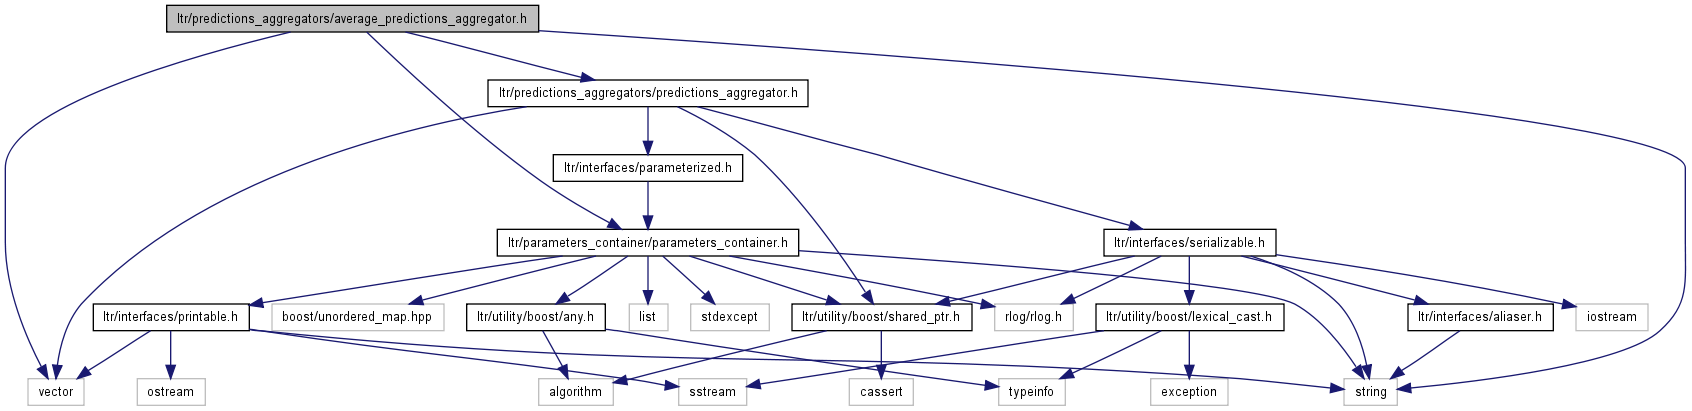 ltr/predictions_aggregators/average_predictions_aggregator.h
ltr/predictions_aggregators/predictions_aggregator.h
ltr/interfaces/parameterized.h
ltr/parameters_container/parameters_container.h
ltr/interfaces/serializable.h
ltr/interfaces/printable.h
boost/unordered_map.hpp
ltr/utility/boost/any.h
list
stdexcept
ltr/utility/boost/shared_ptr.h
rlog/rlog.h
ltr/utility/boost/lexical_cast.h
ltr/interfaces/aliaser.h
iostream
vector
ostream
algorithm
sstream
cassert
typeinfo
exception
string